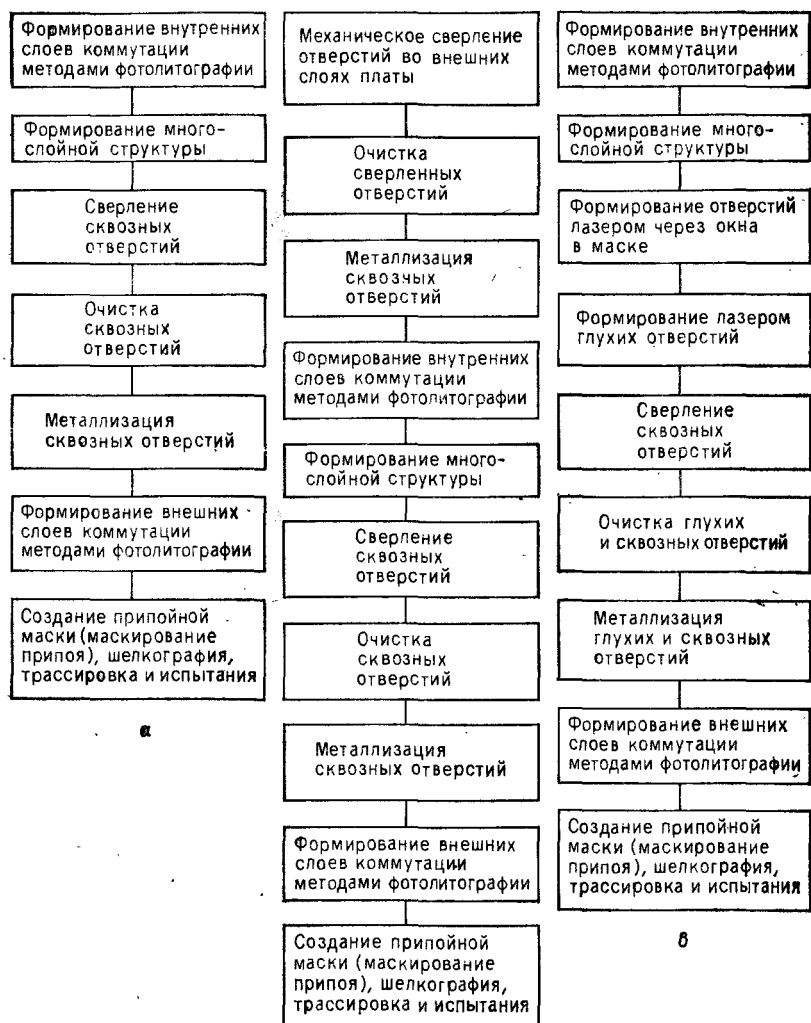 Формирование внутренних
слоев коммутации
методами фотолитографии
Формирование много-
слойной структуры
Сверление
сквозных
отверстий
Очистка
сквозных
отверстий
Металлизация
сквозных отверстий
Формирование внешних
слоев коммутации
методами фотолитографии
Создание припойной
маски (маскирование
припоя), шелкография,
трассировка и испытания
а
Механическое сверление
отверстий во внешних
слоях платы
Очистка
сверленных
отверстий
Металлизация
сквозных
отверстий
Формирование внутренних
слоев коммутации
методами фотолитографии
Формирование много-
слойной структуры
Сверление
сквозных
отверстий
Очистка
сквозных
отверстий
Металлизация
сквозных отверстий
Формирование внешних
слоев коммутации
методами фотолитографии
Создание припойной
маски (маскирование
припоя), шелкография,
трассировка и испытания
Формирование внутренних
слоев коммутации
методами фотолитографии
Формирование много-
слойной структуры
Формирование отверстий
лазером через окна
в маске
Формирование лазером
глухих отверстий
Сверление
сквозных
отверстий
Очистка глухих
и сквозных отверстий
Металлизация
глухих и сквозных
отверстий
Формирование внешних
слоев коммутации
методами фотолитографии
Создание припойной
маски (маскирование
припоя), шелкография,
трассировка и испытания
в